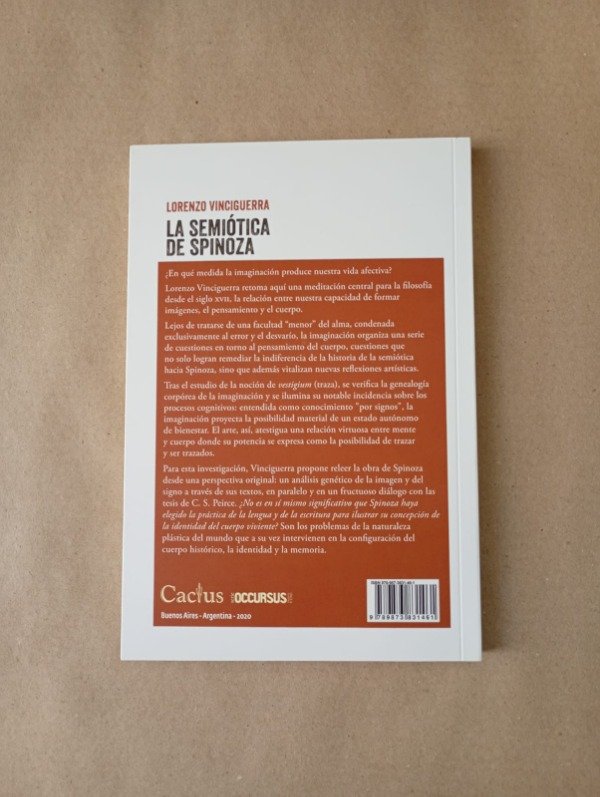 LORENZO VINCIGUERRA
LA SEMIÓTICA
DE SPINOZA
¿En qué medida la imaginación produce nuestra vida afectiva?
Lorenzo Vinciguerra retoma aquí una meditación central para la filosofía
desde el siglo XVII, la relación entre nuestra capacidad de formar
imágenes, el pensamiento y el cuerpo.
Lejos de tratarse de una facultad “menor” del alma, condenada
exclusivamente al error y el desvarío, la imaginación organiza una serie
de cuestiones en torno al pensamiento del cuerpo, cuestiones que
no solo logran remediar la indiferencia de la historia de la semiótica
hacia Spinoza, sino que además vitalizan nuevas reflexiones artísticas.
Tras el estudio de la noción de vestigium (traza), se verifica la genealogía
corpórea de la imaginación y se ilumina su notable incidencia sobre los
procesos cognitivos: entendida como conocimiento "por signos", la
imaginación proyecta la posibilidad material de un estado autónomo
de bienestar. El arte, así, atestigua una relación virtuosa entre mente
y cuerpo donde su potencia se expresa como la posibilidad de trazar
y ser trazados.
Para esta investigación, Vinciguerra propone releer la obra de Spinoza
desde una perspectiva original: un análisis genético de la imagen y del
signo a través de sus textos, en paralelo y en un fructuoso diálogo con las
tesis de C. S. Peirce. ¿No es en sí mismo significativo que Spinoza haya
elegido la práctica de la lengua y de la escritura para ilustrar su concepción de
la identidad del cuerpo viviente? Son los problemas de la naturaleza
plástica del mundo que a su vez intervienen en la configuración del
cuerpo histórico, la identidad y la memoria.
Cactus
OCCURSUS
Buenos Aires - Argentina - 2020
ISBN 978-987-3831-46-1
9 789873 831461